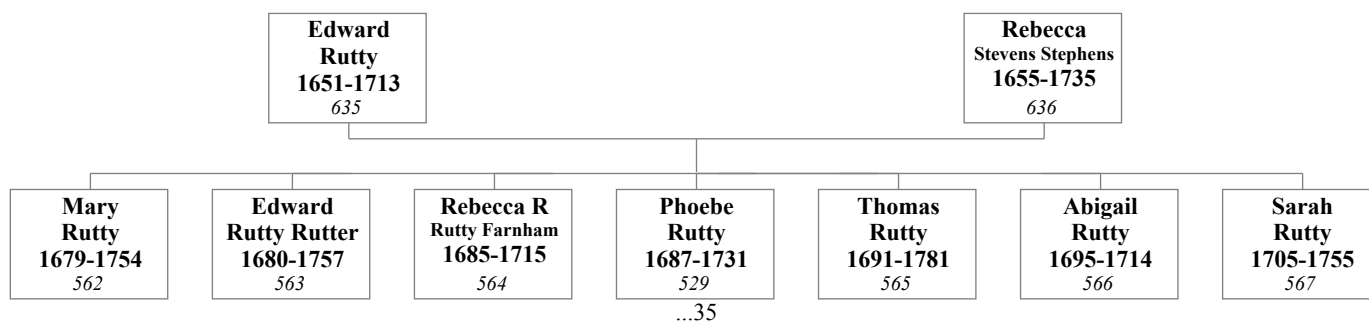 Edward
Rutty
1651-1713
635
Rebecca
Stevens Stephens
1655-1735
636
Mary
Rutty
1679-1754
562
Edward
Rutty Rutter
1680-1757
563
Rebecca R
Rutty Farnham
1685-1715
564
Phoebe
Rutty
1687-1731
529
...35
Thomas
Rutty
1691-1781
565
Abigail
Rutty
1695-1714
566
Sarah
Rutty
1705-1755
567